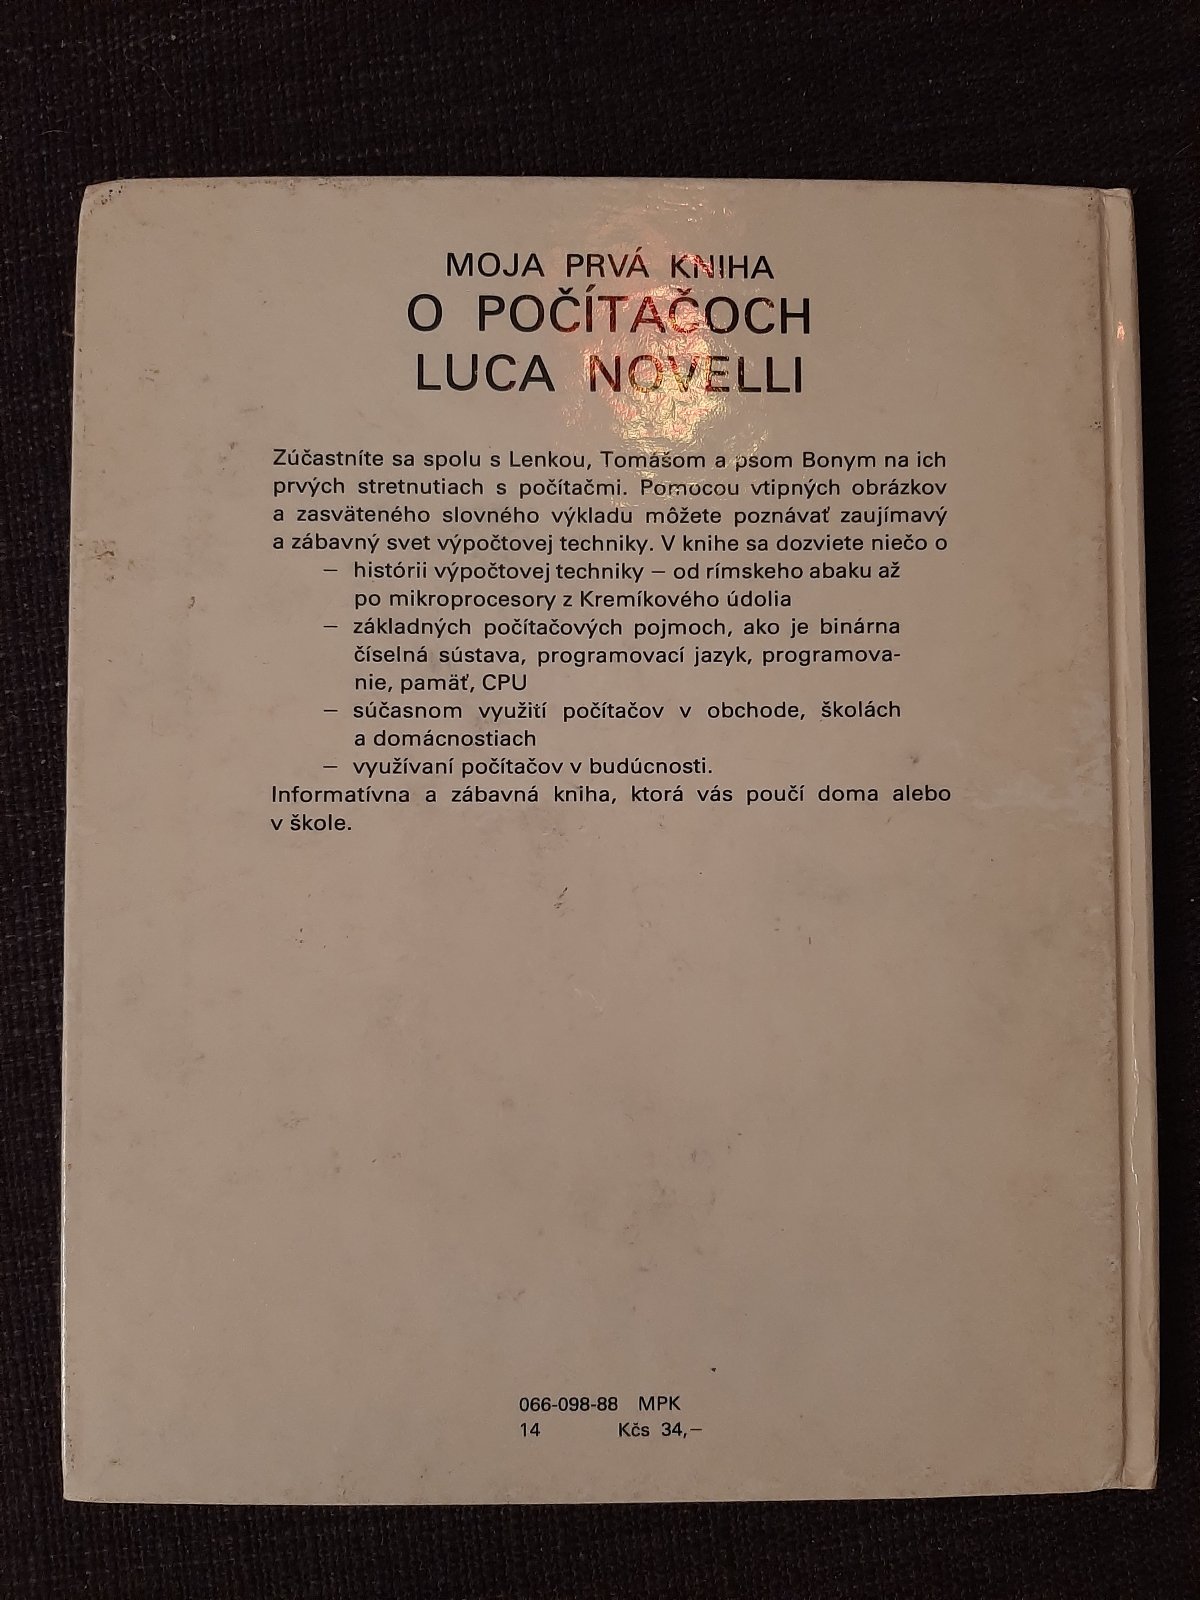 MOJA PRVÁ KNIHA
O POČÍTAČOCH
LUCA NOVELLI
Zúčastníte sa spolu s Lenkou, Tomášom a psom Bonym na ich
prvých stretnutiach s počítačmi. Pomocou vtipných obrázkov
a zasväteného slovného výkladu môžete poznávať zaujímavý
a zábavný svet výpočtovej techniky. V knihe sa dozviete niečo o
– histórii výpočtovej techniky – od rímskeho abaku až
po mikroprocesory z Kremíkového údolia
– základných počítačových pojmoch, ako je binárna
číselná sústava, programovací jazyk, programova-
nie, pamäť, CPU
– súčasnom využití počítačov v obchode, školách
a domácnostiach
– využívaní počítačov v budúcnosti.
Informatívna a zábavná kniha, ktorá vás poučí doma alebo
v škole.
066-098-88 MPK
14 Kčs 34,–